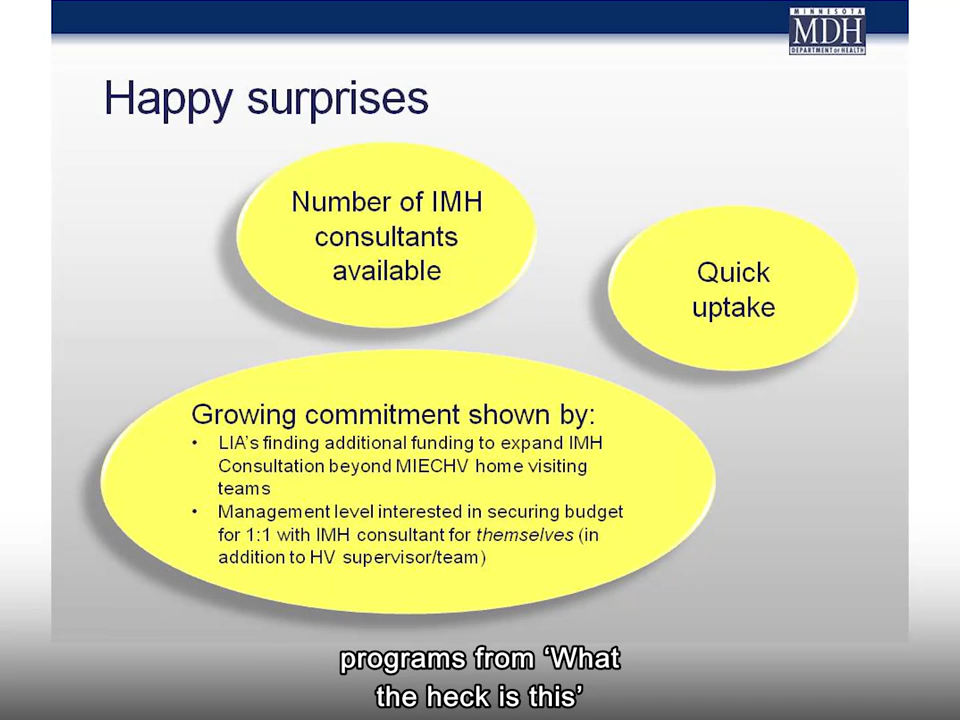 MINNESOTA
MDH
DEPARTMENT OF HEALTH
Happy surprises
Number of IMH
consultants
available
Quick
uptake
Growing commitment shown by:
• LIA's finding additional funding to expand IMH
Consultation beyond MIECHV home visiting
teams
• Management level interested in securing budget
for 1:1 with IMH consultant for themselves (in
addition to HV supervisor/team)
programs from ‘What
the heck is this’